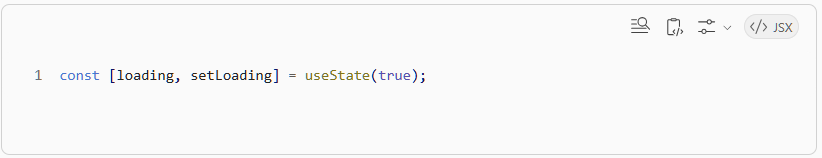 </> JSX
1 const [loading, setLoading] = useState(true);